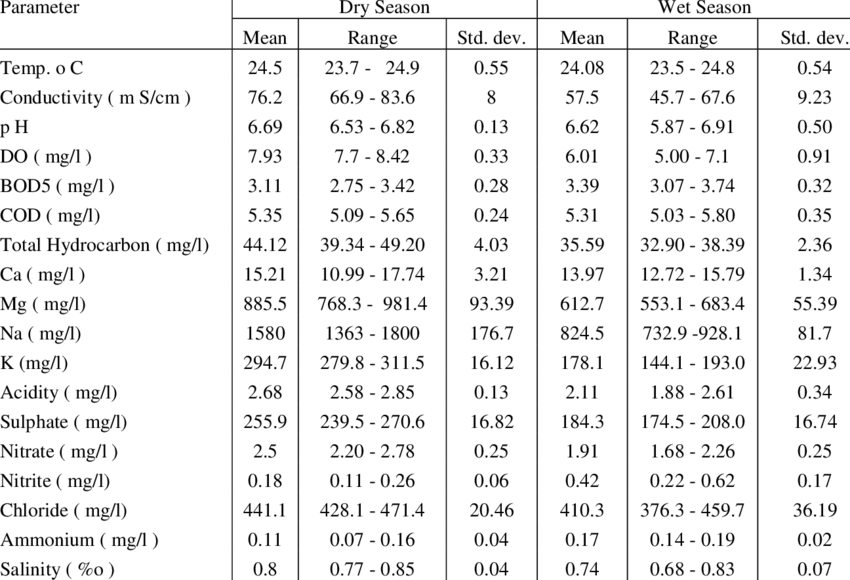 Parameter Dry Season Wet Season
Mean Range Std. dev. Mean Range Std. dev.
Temp. o C 24.5 23.7 - 24.9 0.55 24.08 23.5 - 24.8 0.54
Conductivity ( m S/cm ) 76.2 66.9 - 83.6 8 57.5 45.7 - 67.6 9.23
p H 6.69 6.53 - 6.82 0.13 6.62 5.87 - 6.91 0.50
DO ( mg/l ) 7.93 7.7 - 8.42 0.33 6.01 5.00 - 7.1 0.91
BOD5 ( mg/l ) 3.11 2.75 - 3.42 0.28 3.39 3.07 - 3.74 0.32
COD ( mg/l) 5.35 5.09 - 5.65 0.24 5.31 5.03 - 5.80 0.35
Total Hydrocarbon ( mg/l) 44.12 39.34 - 49.20 4.03 35.59 32.90 - 38.39 2.36
Ca ( mg/l ) 15.21 10.99 - 17.74 3.21 13.97 12.72 - 15.79 1.34
Mg ( mg/l) 885.5 768.3 - 981.4 93.39 612.7 553.1 - 683.4 55.39
Na ( mg/l) 1580 1363 - 1800 176.7 824.5 732.9 -928.1 81.7
K (mg/l) 294.7 279.8 - 311.5 16.12 178.1 144.1 - 193.0 22.93
Acidity ( mg/l) 2.68 2.58 - 2.85 0.13 2.11 1.88 - 2.61 0.34
Sulphate ( mg/l) 255.9 239.5 - 270.6 16.82 184.3 174.5 - 208.0 16.74
Nitrate ( mg/l ) 2.5 2.20 - 2.78 0.25 1.91 1.68 - 2.26 0.25
Nitrite ( mg/l) 0.18 0.11 - 0.26 0.06 0.42 0.22 - 0.62 0.17
Chloride ( mg/l) 441.1 428.1 - 471.4 20.46 410.3 376.3 - 459.7 36.19
Ammonium ( mg/l ) 0.11 0.07 - 0.16 0.04 0.17 0.14 - 0.19 0.02
Salinity ( %o ) 0.8 0.77 - 0.85 0.04 0.74 0.68 - 0.83 0.07